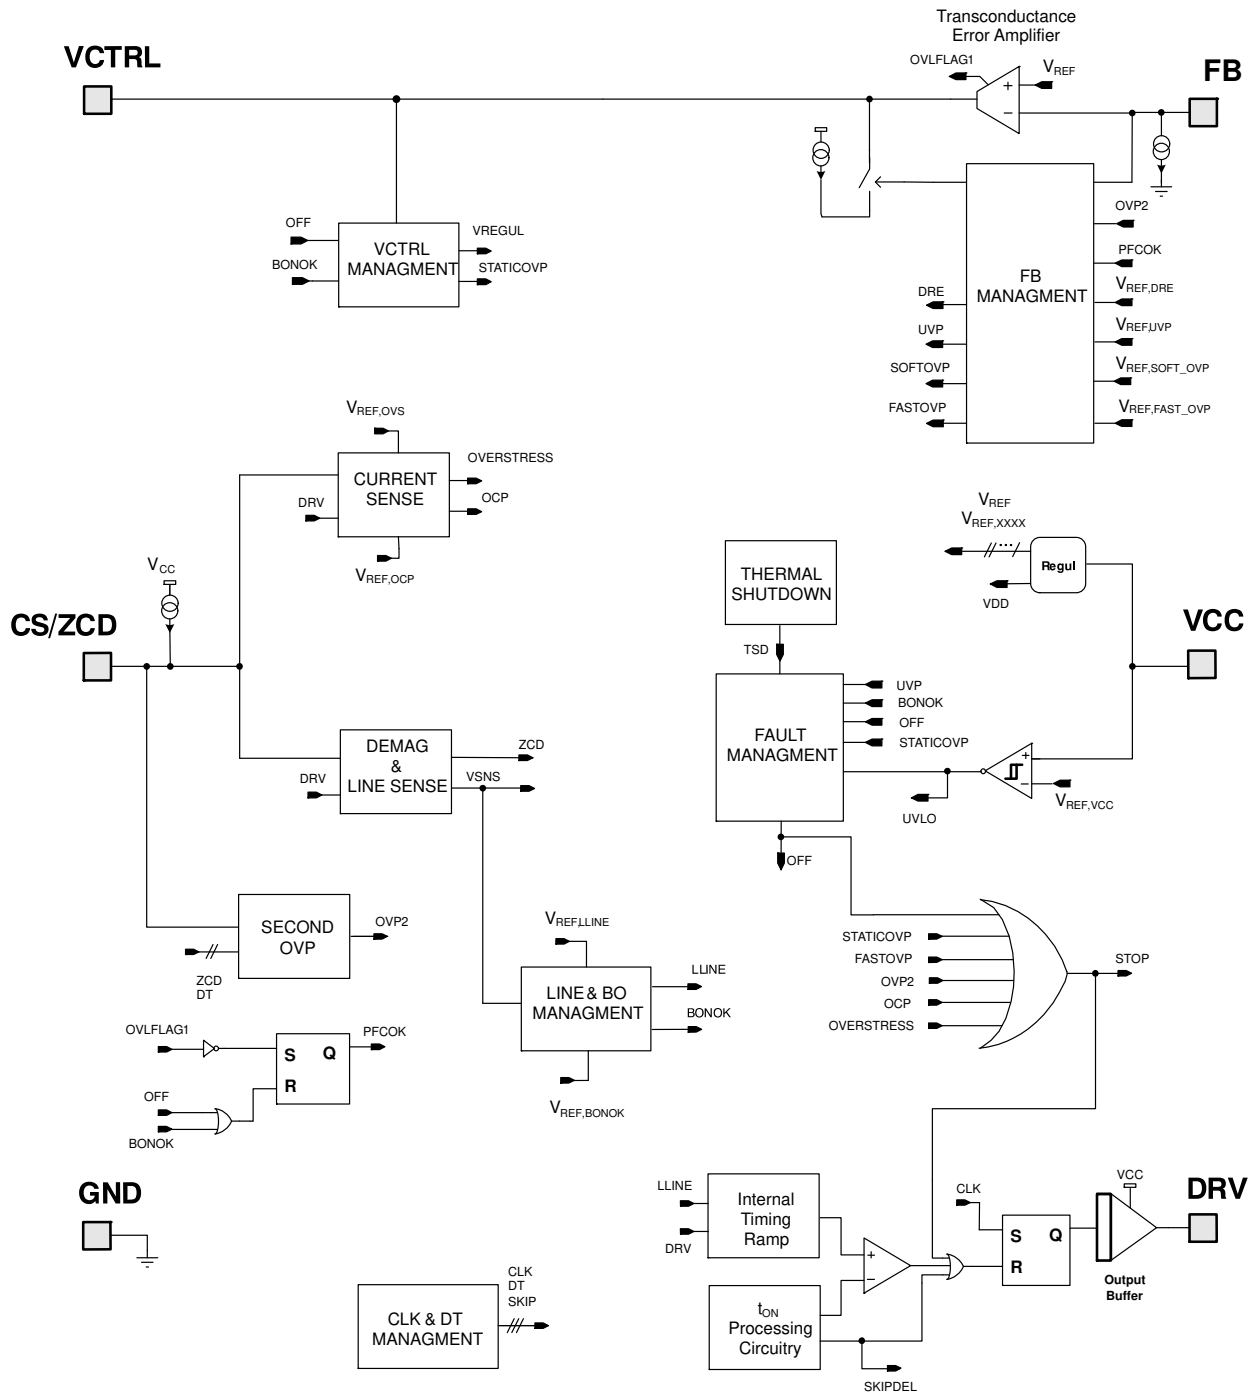 Transconductance
Error Amplifier
VCTRL
OVLFLAG1
VREF
FB
+
−
OFF
BONOK
VCTRL
MANAGMENT
VREGUL
STATICOVP
FB
MANAGMENT
OVP2
PFCOK
VREF,DRE
VREF,UVP
VREF,SOFT_OVP
VREF,FAST_OVP
DRE
UVP
SOFTOVP
FASTOVP
VREF,OVS
CURRENT
SENSE
DRV
OVERSTRESS
OCP
VREF,OCP
VREF
VREF,XXXX
...
Regul
VDD
VCC
CS/ZCD
VCC
THERMAL
SHUTDOWN
TSD
FAULT
MANAGMENT
UVP
BONOK
OFF
STATICOVP
+
−
VREF,VCC
UVLO
OFF
DEMAG
&
LINE SENSE
DRV
ZCD
VSNS
SECOND
OVP
OVP2
ZCD
DT
VREF,LLINE
LINE & BO
MANAGMENT
LLINE
BONOK
VREF,BONOK
STATICOVP
FASTOVP
OVP2
OCP
OVERSTRESS
STOP
OVLFLAG1
S Q
R
PFCOK
OFF
BONOK
GND
LLINE
DRV
Internal
Timing
Ramp
+
−
tON
Processing
Circuitry
SKIPDEL
CLK
S Q
R
VCC
Output
Buffer
DRV
CLK & DT
MANAGMENT
CLK
DT
SKIP